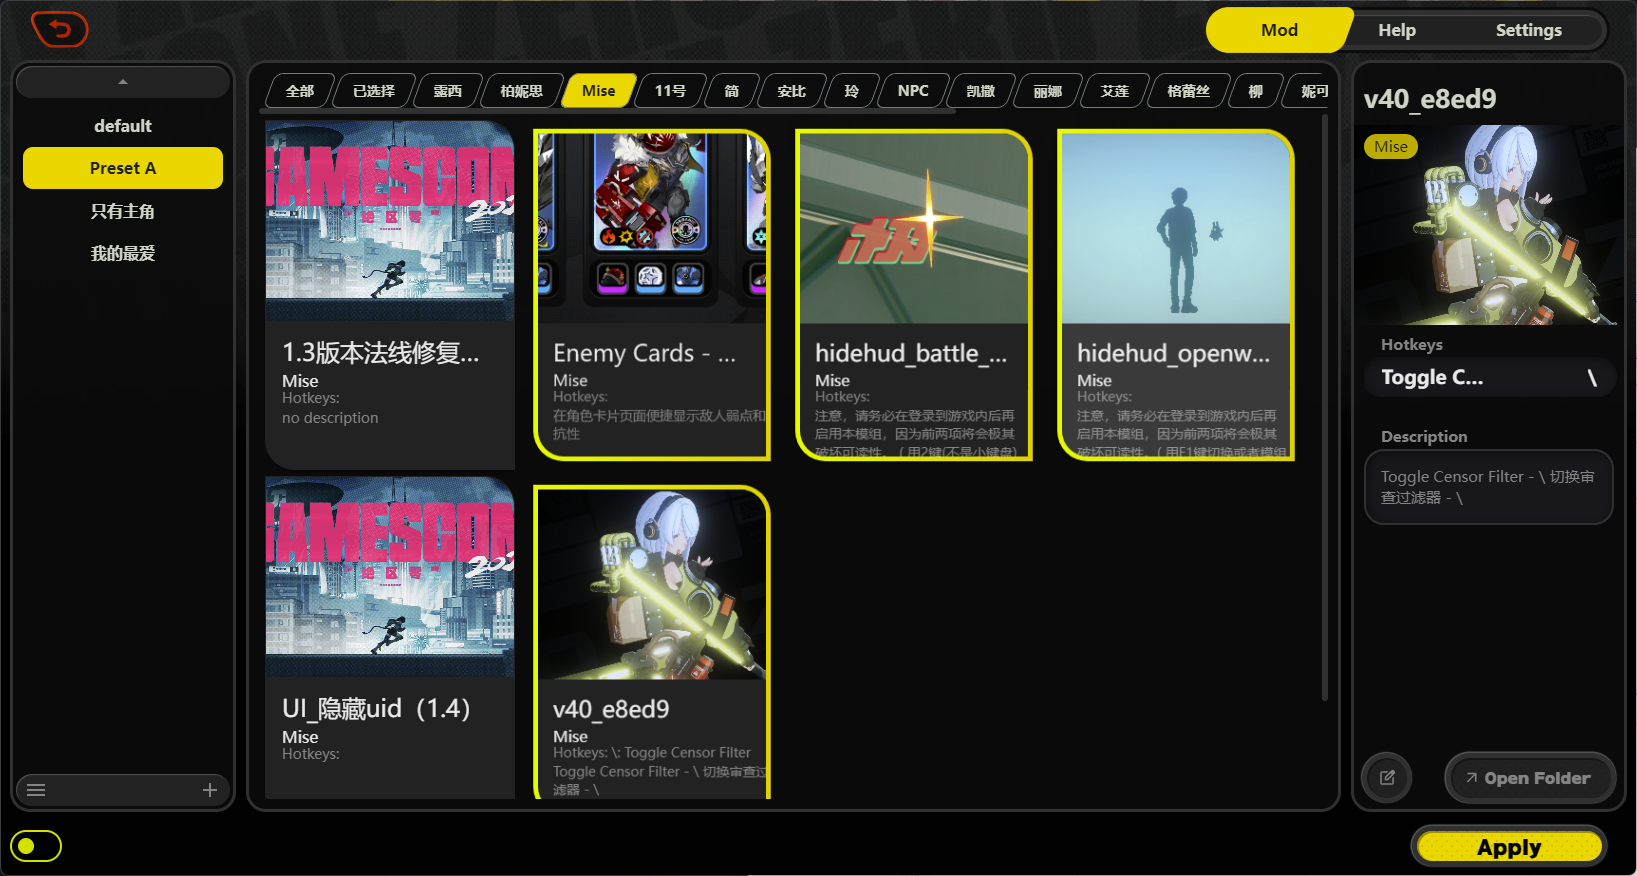 Mod
Help
Settings
default
Preset A
只有主角
我的最爱
全部
已选择
露西
柏妮思
Mise
11号
简
安比
玲
NPC
凯撒
丽娜
艾莲
格蕾丝
柳
妮可
GAMESCOM
绝区零
1.3版本法线修复...
Mise
Hotkeys:
no description
Enemy Cards - ...
Mise
Hotkeys:
在角色卡片页面便捷显示敌人弱点和
抗性
极
hidehud_battle_...
Mise
Hotkeys:
注意，请务必在登录到游戏内后再
启用本模组，因为前两项将会极其
破坏可读性。（用2键(不是小键盘)
hidehud_openw...
Mise
Hotkeys:
注意，请务必在登录到游戏内后再
启用本模组，因为前两项将会极其
破坏可读性。（用F1键切换或者模组
GAMESCOM
绝区零
UI_隐藏uid（1.4）
Mise
Hotkeys:
v40_e8ed9
Mise
Hotkeys: \: Toggle Censor Filter
Toggle Censor Filter - \ 切换审查过
滤器 - \
v40_e8ed9
Mise
Hotkeys
Toggle C... \
Description
Toggle Censor Filter - \ 切换审
查过滤器 - \
Open Folder
Apply